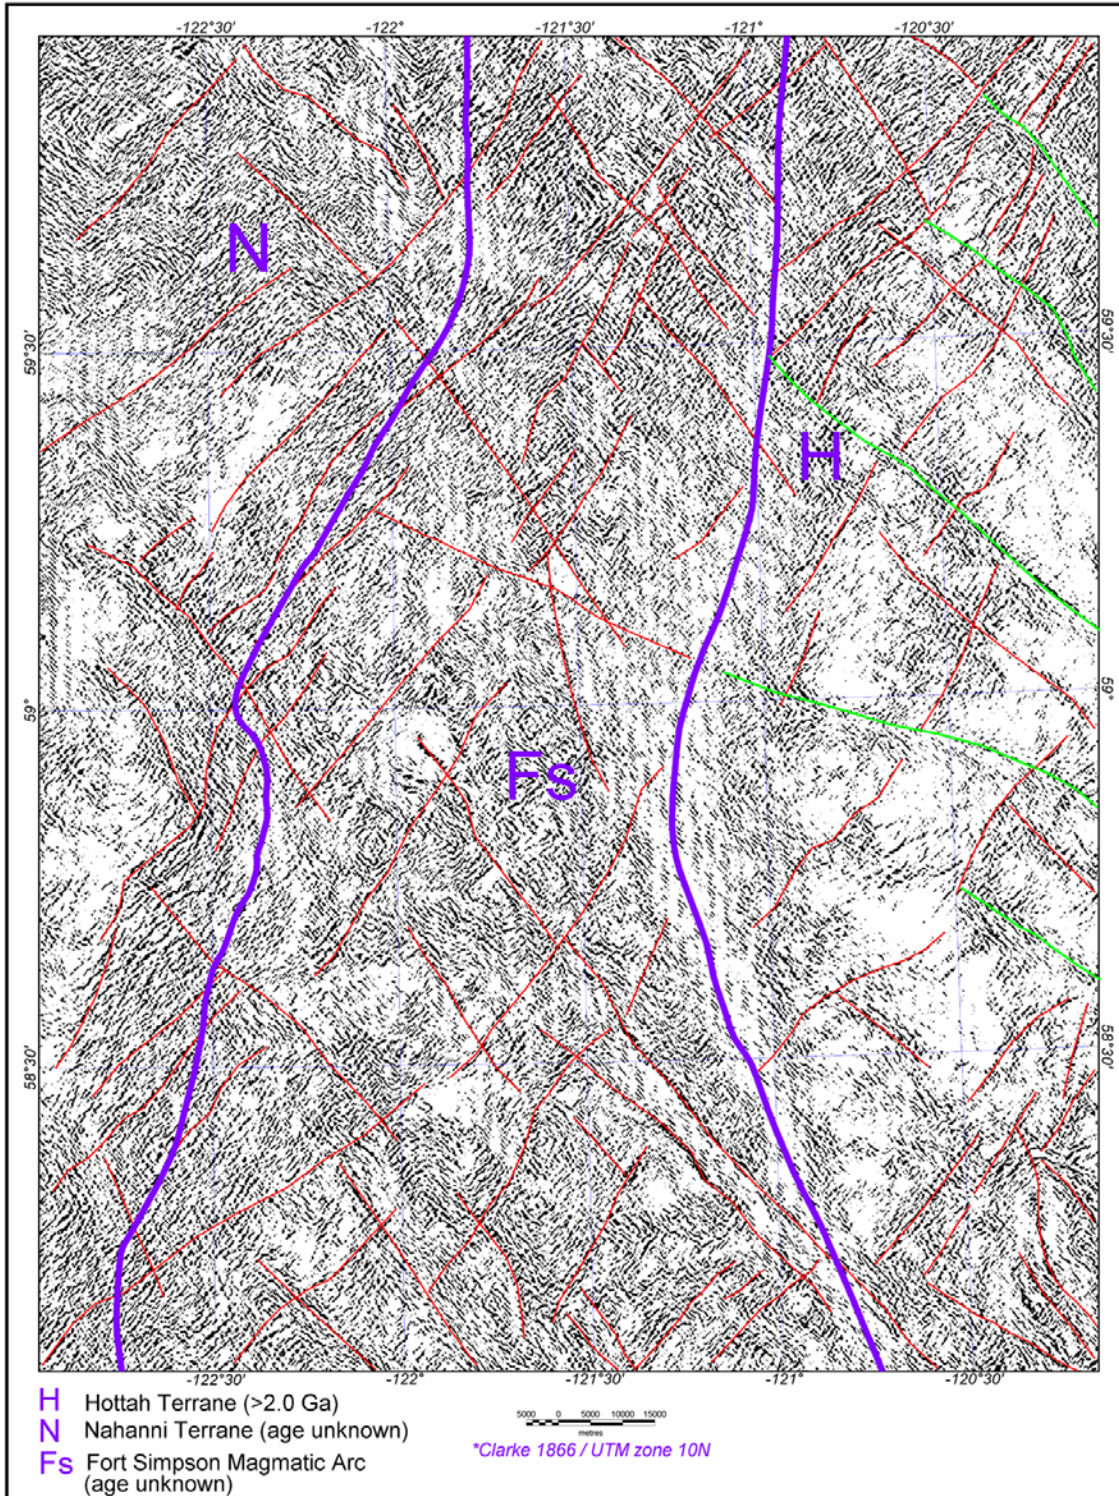 -122°30' -122° -121°30' -121° -120°30'
N
59°30' 59°30'
H
59° 59°
Fs
58°30' 58°30'
-122°30' -122° -121°30' -121° -120°30'
H Hottah Terrane (>2.0 Ga)
N Nahanni Terrane (age unknown)
Fs Fort Simpson Magmatic Arc
(age unknown)
5000 0 5000 10000 15000
metres
*Clarke 1866 / UTM zone 10N